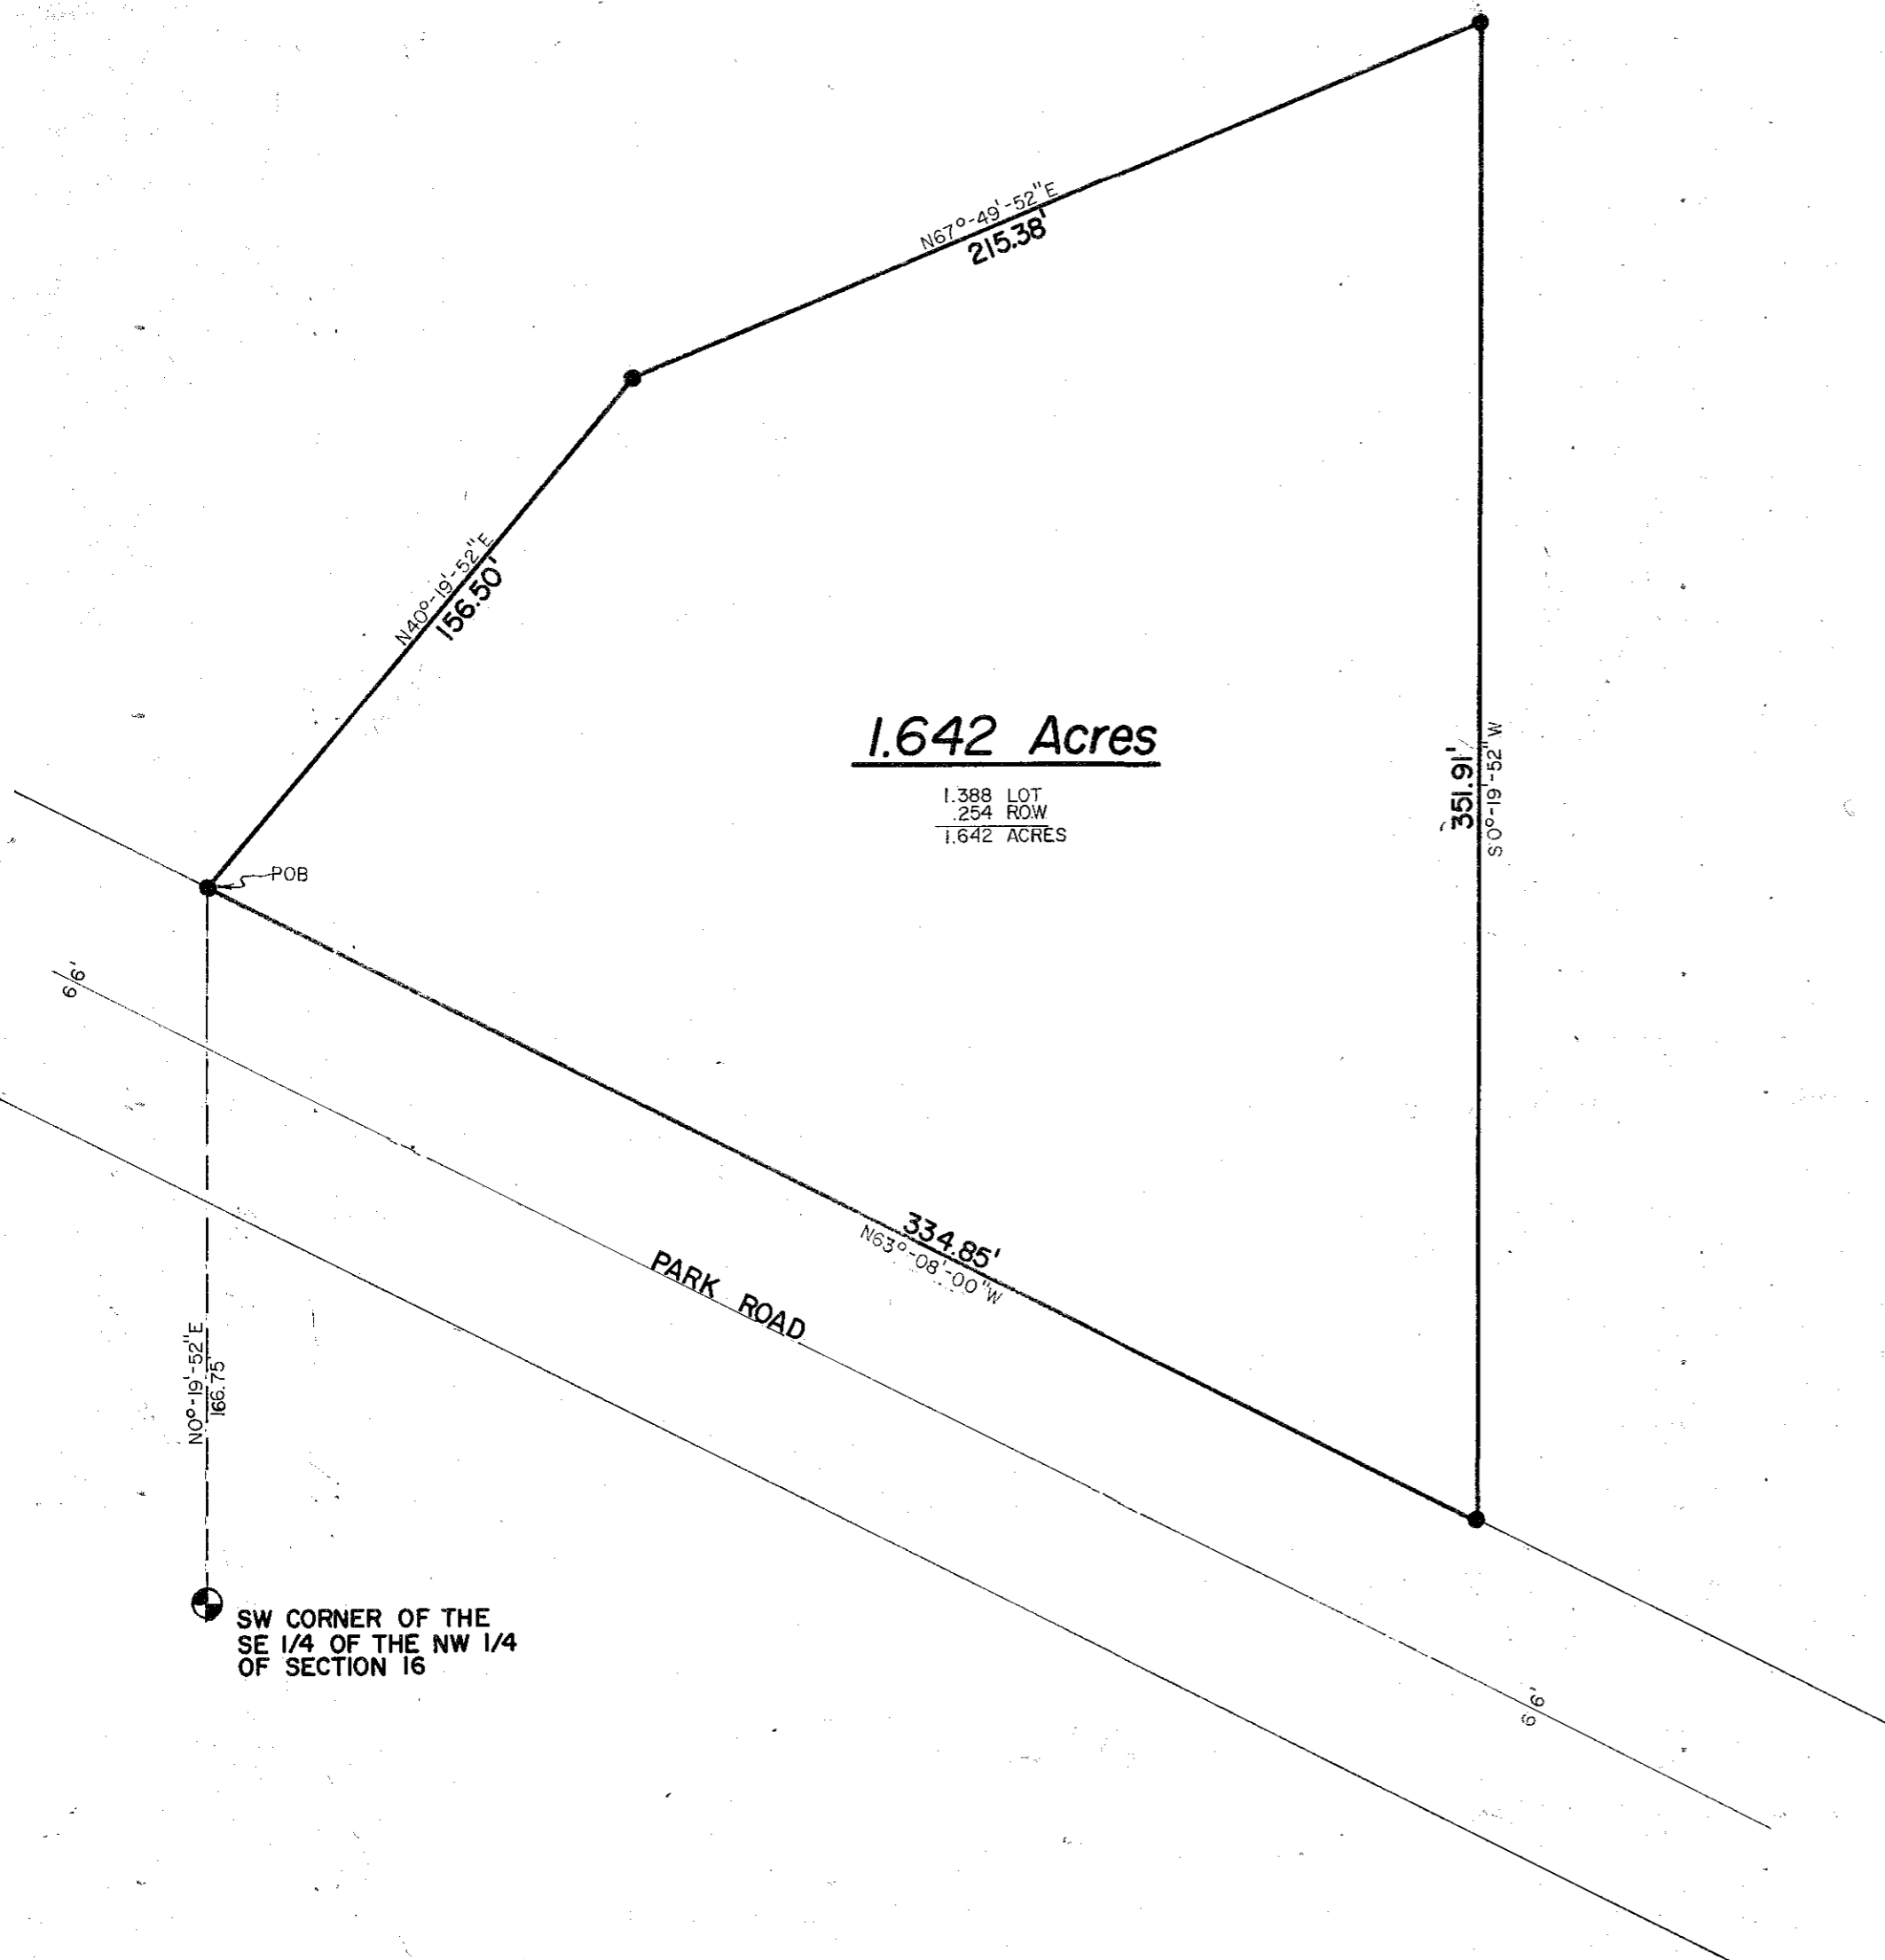 N67°-49'-52"E
215.38'
N40°-19'-52"E
156.50'
1.642 Acres
1.388 LOT
.254 ROW
1.642 ACRES
351.91'
S0°-19'-52"W
POB
66'
334.85'
N63°-08'-00"W
PARK ROAD
N0°-19'-52"E
166.75'
SW CORNER OF THE
SE 1/4 OF THE NW 1/4
OF SECTION 16
66'